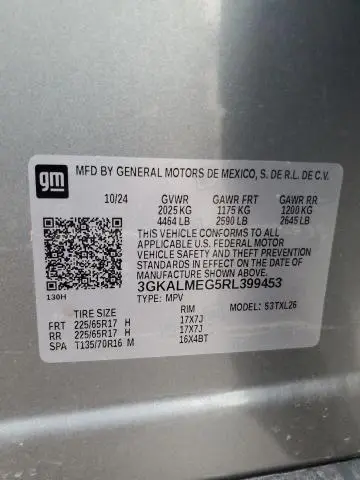 gm
MFD BY GENERAL MOTORS DE MEXICO, S. DE R.L. DE C.V.
10/24 GVWR GAWR FRT GAWR RR
2025 KG 1175 KG 1200 KG
4464 LB 2590 LB 2645 LB
THIS VEHICLE CONFORMS TO ALL
APPLICABLE U.S. FEDERAL MOTOR
VEHICLE SAFETY AND THEFT
PREVENTION STANDARDS IN EFFECT ON
THE DATE OF MANUFACTURE SHOWN ABOVE.
3GKALMEG5RL399453
130H TYPE: MPV MODEL: 53TXL26
TIRE SIZE RIM
FRT 225/65R17 H 17X7J
RR 225/65R17 H 17X7J
SPA T135/70R16 M 16X4BT